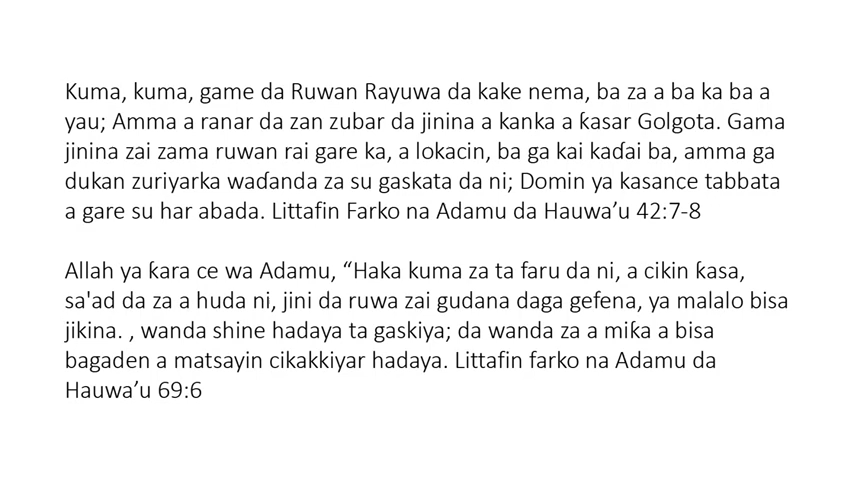 Kuma, kuma, game da Ruwan Rayuwa da kake nema, ba za a ba ka ba a
yau; Amma a ranar da zan zubar da jinina a kanka a ƙasar Golgota. Gama
jinina zai zama ruwan rai gare ka, a lokacin, ba ga kai kaɗai ba, amma ga
dukan zuriyarka waɗanda za su gaskata da ni; Domin ya kasance tabbata
a gare su har abada. Littafin Farko na Adamu da Hauwa’u 42:7-8
Allah ya ƙara ce wa Adamu, “Haka kuma za ta faru da ni, a cikin ƙasa,
sa'ad da za a huda ni, jini da ruwa zai gudana daga gefena, ya malalo bisa
jikina. , wanda shine hadaya ta gaskiya; da wanda za a miƙa a bisa
bagaden a matsayin cikakkiyar hadaya. Littafin farko na Adamu da
Hauwa’u 69:6